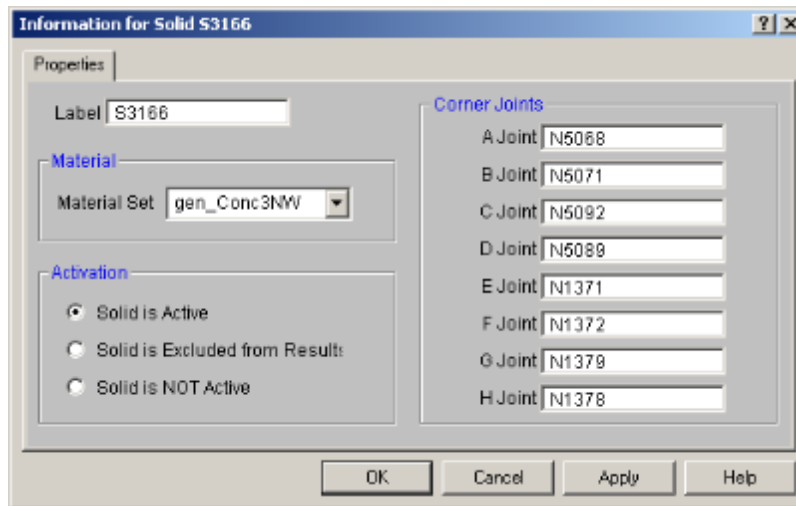 Information for Solid S3166
Properties
Label S3166
Material
Material Set gen_Conc3NW
Activation
Solid is Active
Solid is Excluded from Results
Solid is NOT Active
Corner Joints
A Joint N5068
B Joint N5071
C Joint N5092
D Joint N5089
E Joint N1371
F Joint N1372
G Joint N1379
H Joint N1378
OK Cancel Apply Help